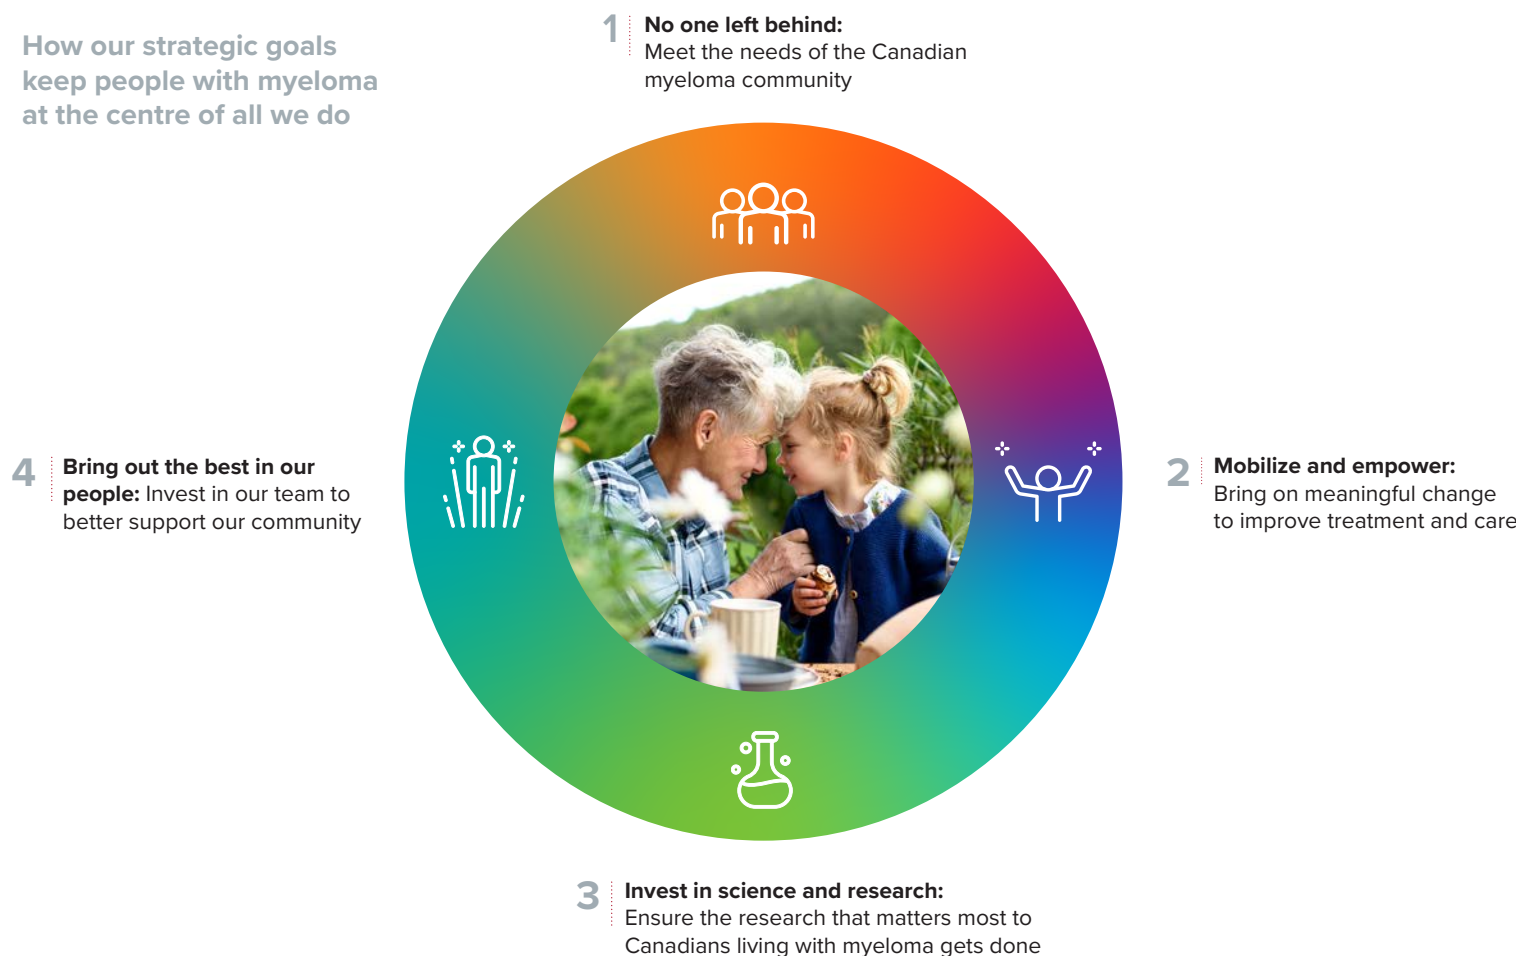 How our strategic goals
keep people with myeloma
at the centre of all we do
1
No one left behind:
Meet the needs of the Canadian
myeloma community
2
Mobilize and empower:
Bring on meaningful change
to improve treatment and care
3
Invest in science and research:
Ensure the research that matters most to
Canadians living with myeloma gets done
4
Bring out the best in our
people: Invest in our team to
better support our community